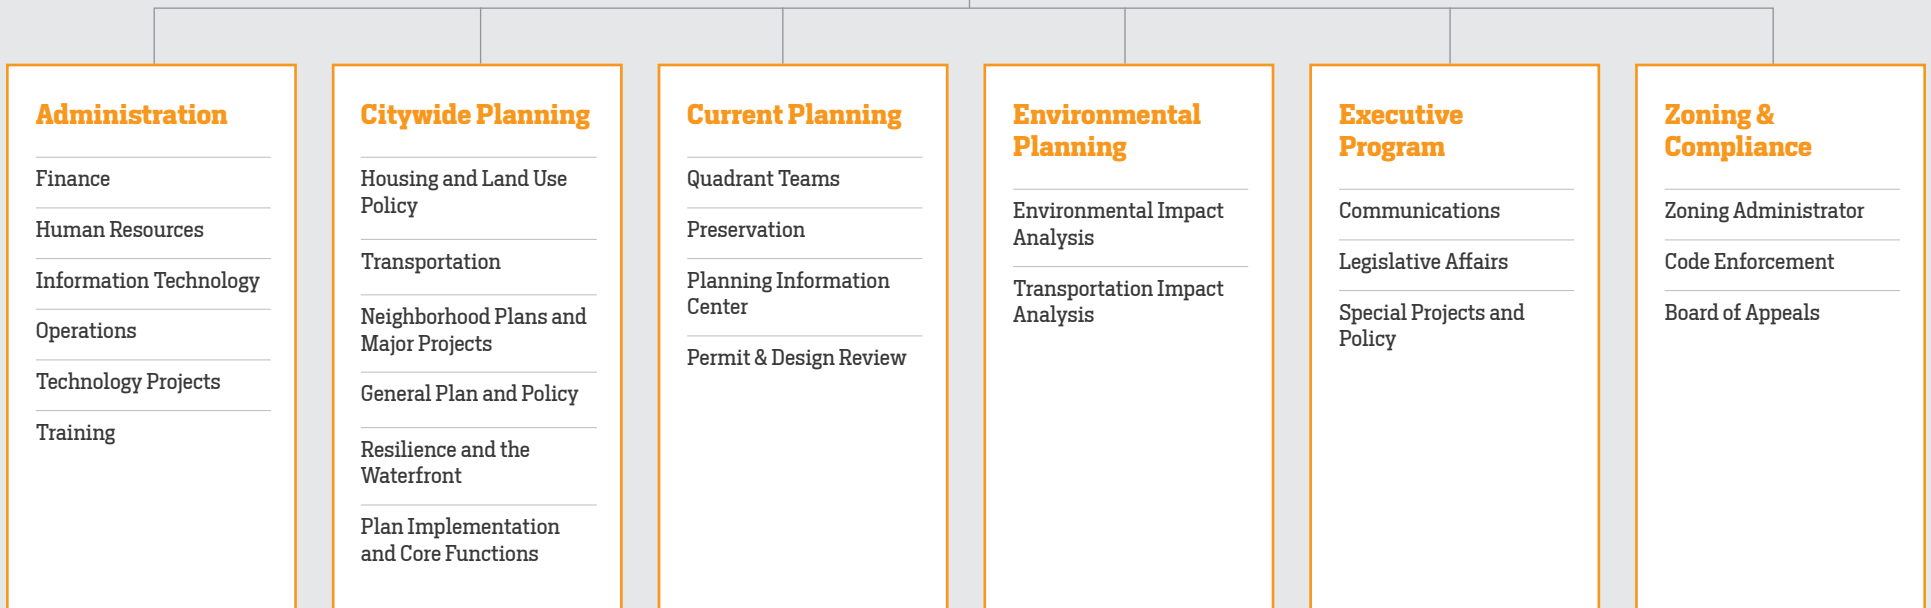 Administration
Finance
Human Resources
Information Technology
Operations
Technology Projects
Training
Citywide Planning
Housing and Land Use
Policy
Transportation
Neighborhood Plans and
Major Projects
General Plan and Policy
Resilience and the
Waterfront
Plan Implementation
and Core Functions
Current Planning
Quadrant Teams
Preservation
Planning Information
Center
Permit & Design Review
Environmental
Planning
Environmental Impact
Analysis
Transportation Impact
Analysis
Executive
Program
Communications
Legislative Affairs
Special Projects and
Policy
Zoning &
Compliance
Zoning Administrator
Code Enforcement
Board of Appeals